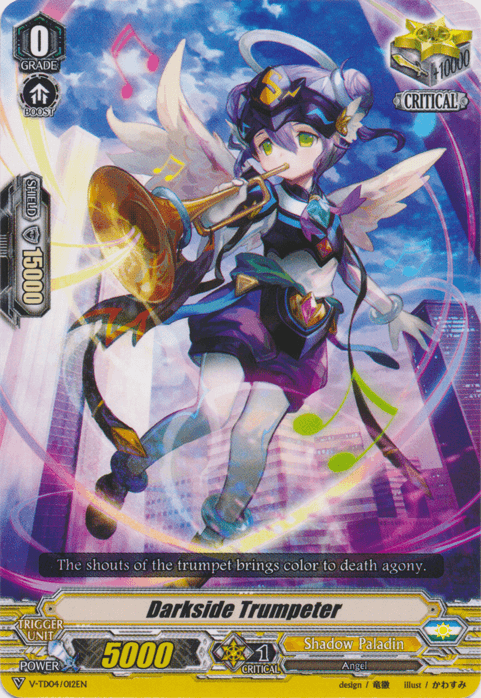 0
GRADE
BOOST
+10000
CRITICAL
SHIELD 15000
S
The shouts of the trumpet brings color to death agony.
Darkside Trumpeter
TRIGGER
UNIT
POWER
5000
1
CRITICAL
Shadow Paladin
Angel
V-TD04/012EN
design / 竜徹 illust / かわすみ